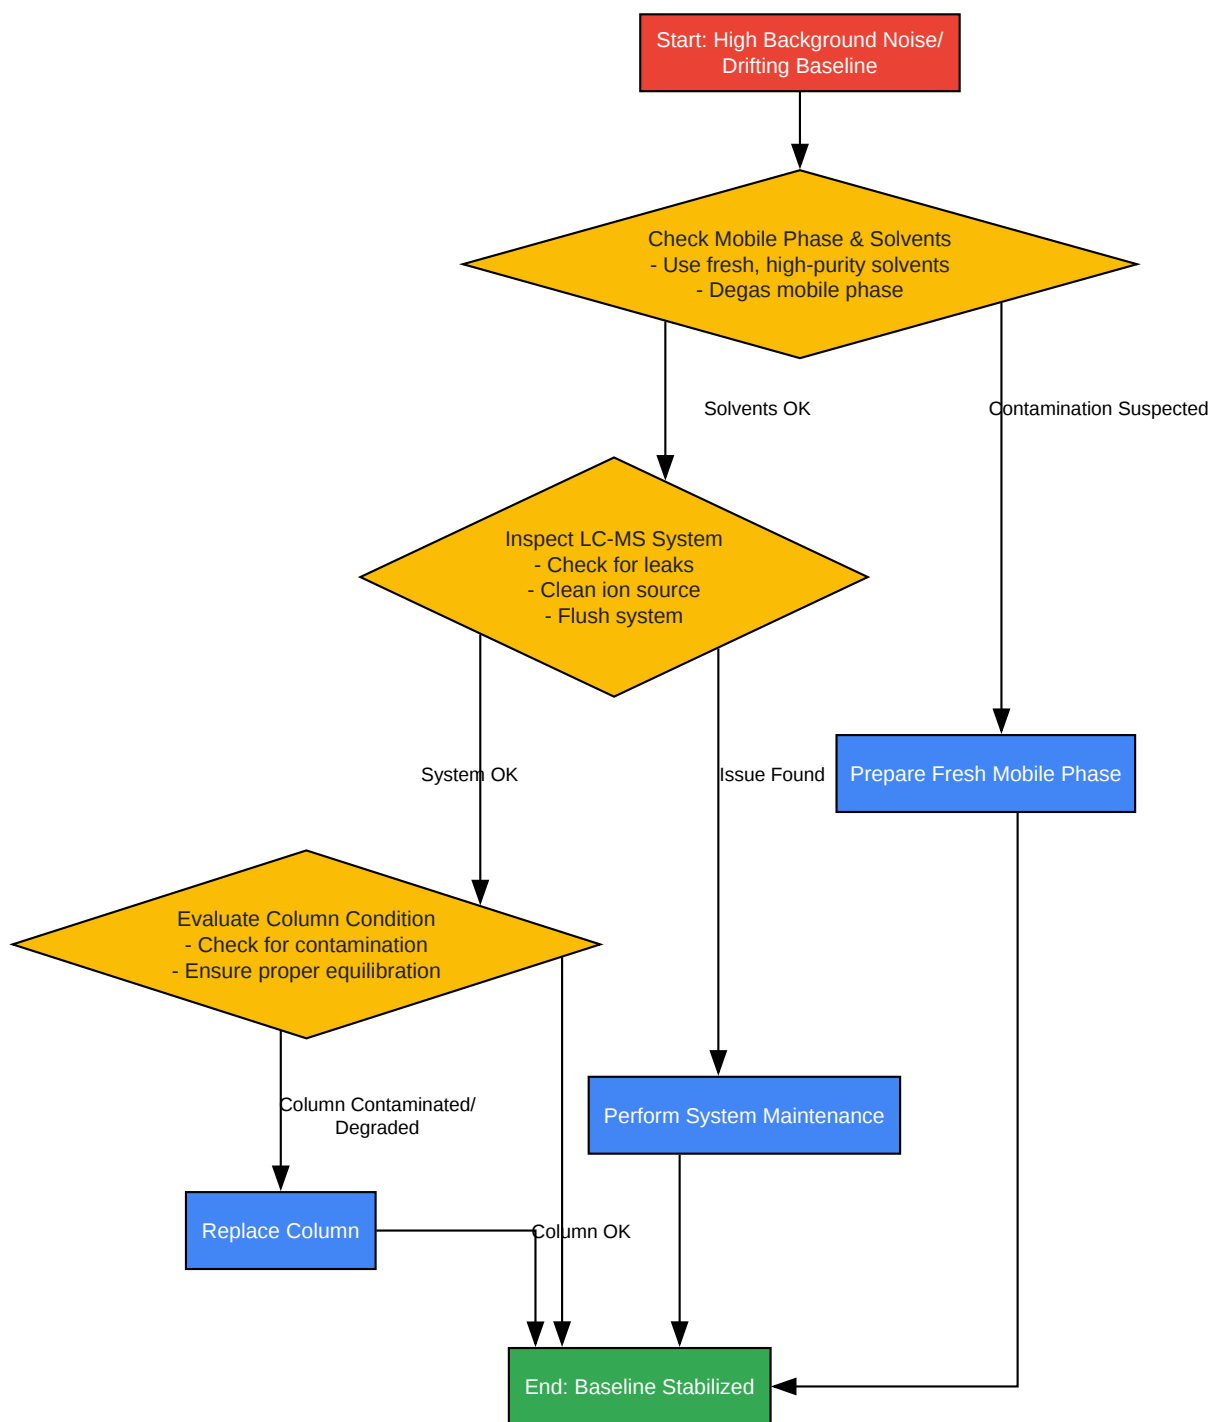 Start: High Background Noise/
Drifting Baseline
Check Mobile Phase & Solvents
- Use fresh, high-purity solvents
- Degas mobile phase
Solvents OK
Contamination Suspected
Inspect LC-MS System
- Check for leaks
- Clean ion source
- Flush system
System OK
Issue Found
Prepare Fresh Mobile Phase
Evaluate Column Condition
- Check for contamination
- Ensure proper equilibration
Column Contaminated/
Degraded
Perform System Maintenance
Replace Column
Column OK
End: Baseline Stabilized